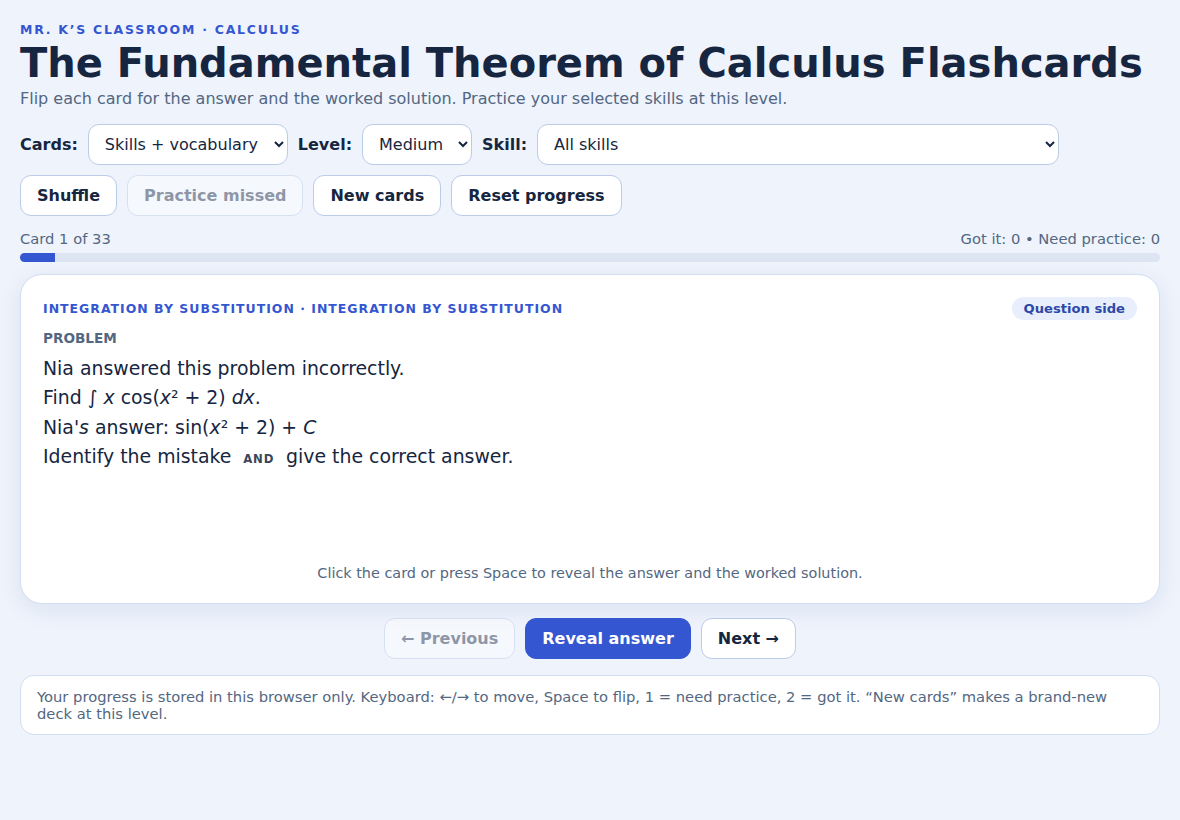 MR. K’S CLASSROOM · CALCULUS
The Fundamental Theorem of Calculus Flashcards
Flip each card for the answer and the worked solution. Practice your selected skills at this level.
Cards: Skills + vocabulary Level: Medium Skill: All skills
Shuffle Practice missed New cards Reset progress
Card 1 of 33 Got it: 0 • Need practice: 0
INTEGRATION BY SUBSTITUTION · INTEGRATION BY SUBSTITUTION Question side
PROBLEM
Nia answered this problem incorrectly.
Find ∫ x cos(x² + 2) dx.
Nia's answer: sin(x² + 2) + C
Identify the mistake AND give the correct answer.
Click the card or press Space to reveal the answer and the worked solution.
← Previous Reveal answer Next →
Your progress is stored in this browser only. Keyboard: ←/→ to move, Space to flip, 1 = need practice, 2 = got it. “New cards” makes a brand-new
deck at this level.